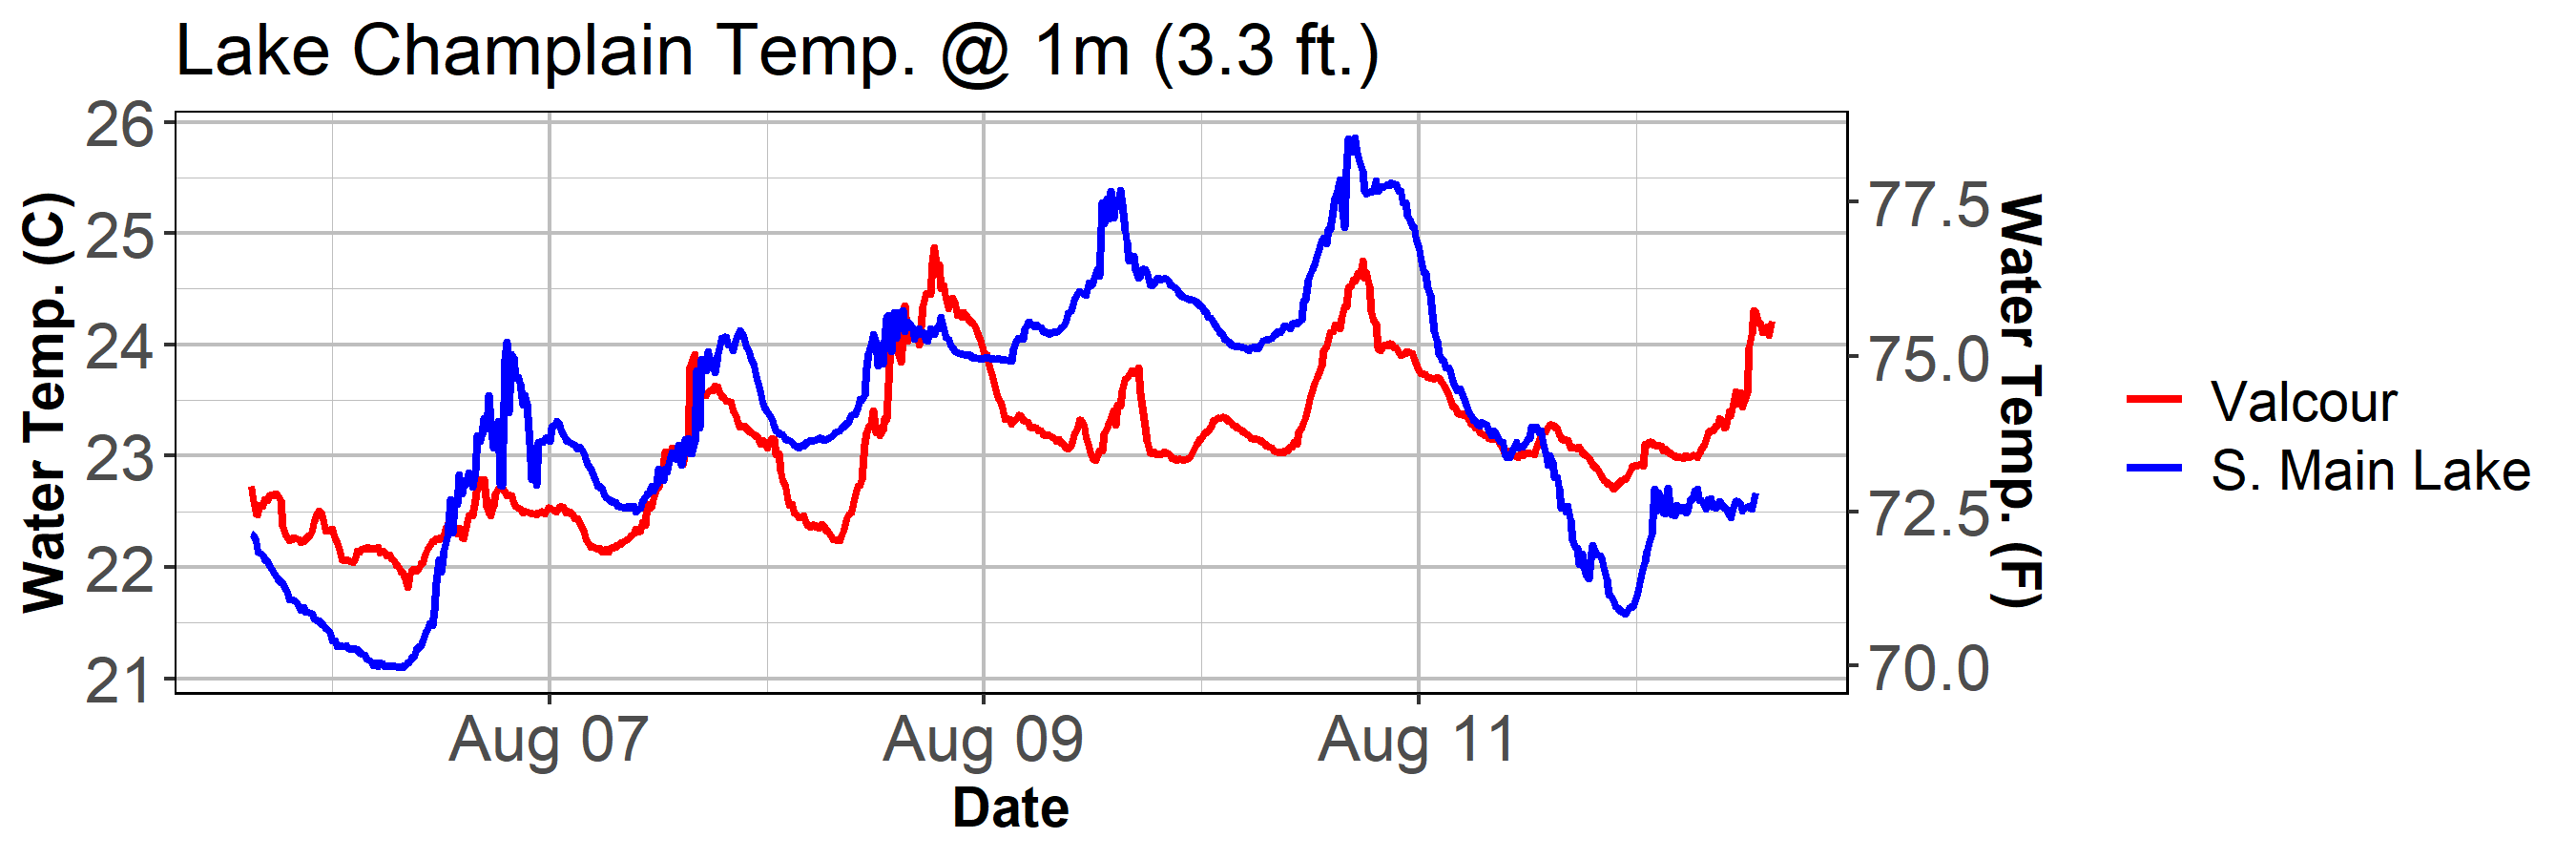 Lake Champlain Temp. @ 1m (3.3 ft.)
Water Temp. (C)
26
25
24
23
22
21
77.5
75.0
72.5
70.0
Water Temp. (F)
Aug 07
Aug 09
Aug 11
Date
Valcour
S. Main Lake